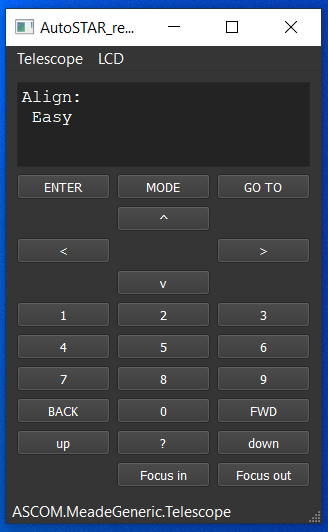 AutoSTAR_re...
Telescope LCD
Align:
Easy
ENTER MODE GO TO
^
< >
v
1 2 3
4 5 6
7 8 9
BACK 0 FWD
up ? down
Focus in Focus out
ASCOM.MeadeGeneric.Telescope